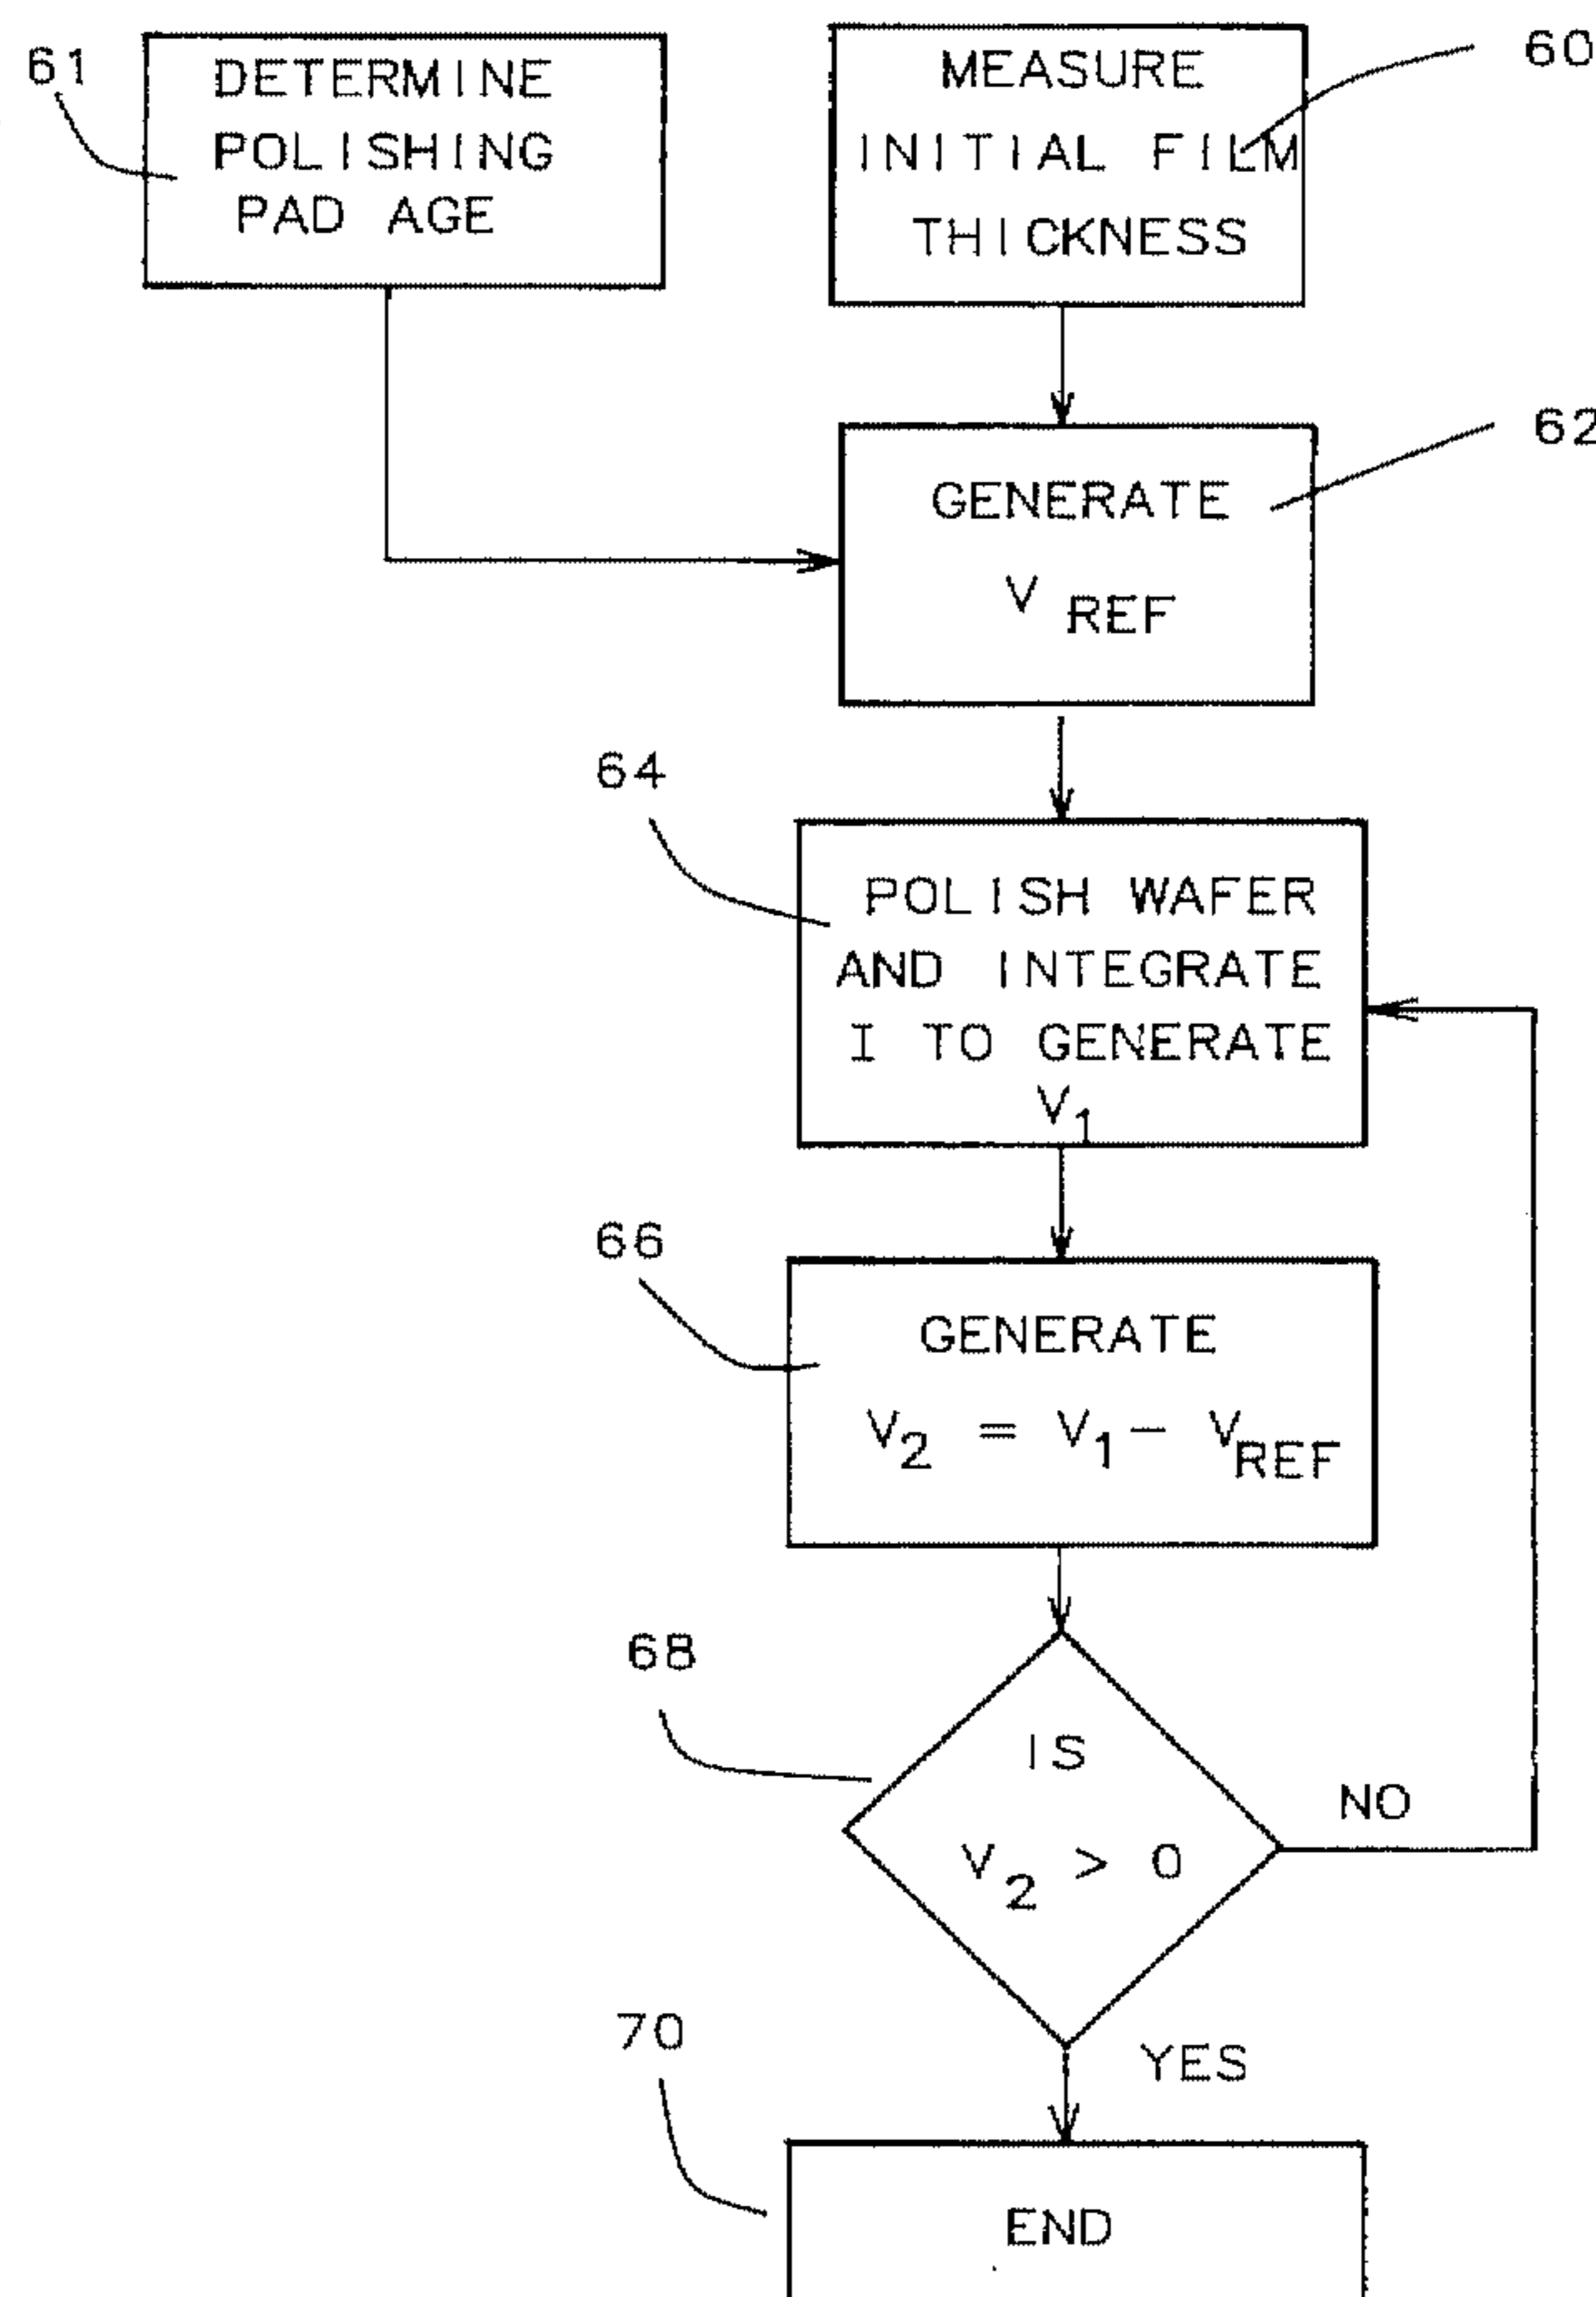 61
DETERMINE
POLISHING
PAD AGE
60
MEASURE
INITIAL FILM
THICKNESS
62
GENERATE
V REF
64
POLISH WAFER
AND INTEGRATE
I TO GENERATE
V1
66
GENERATE
V2 = V1 - VREF
68
IS
V2 > 0
NO
YES
70
END